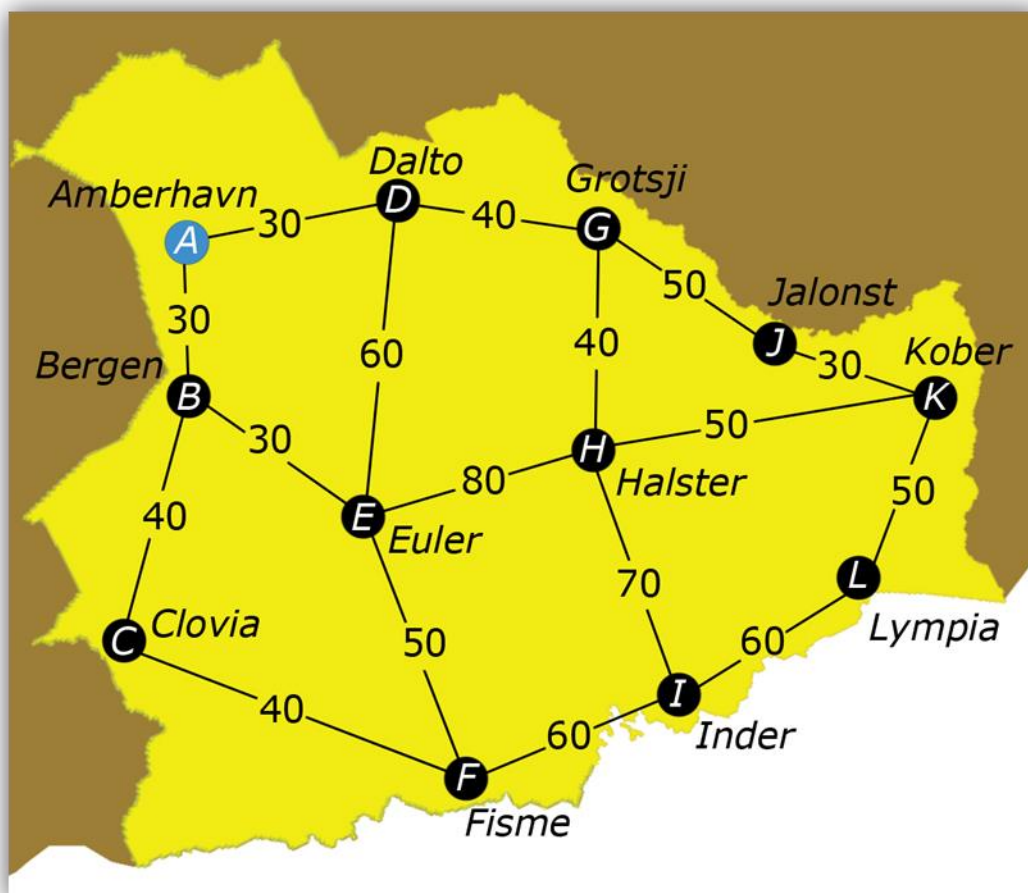 Dalto
Grotsji
Amberhavn
D
30
40
G
A
50
Jalonst
30
40
J
Kober
Bergen
60
30
K
B
30
50
H
80
Halster
50
40
E
Euler
70
L
Clovia
Lympia
C
50
60
I
40
60
Inder
F
Fisme